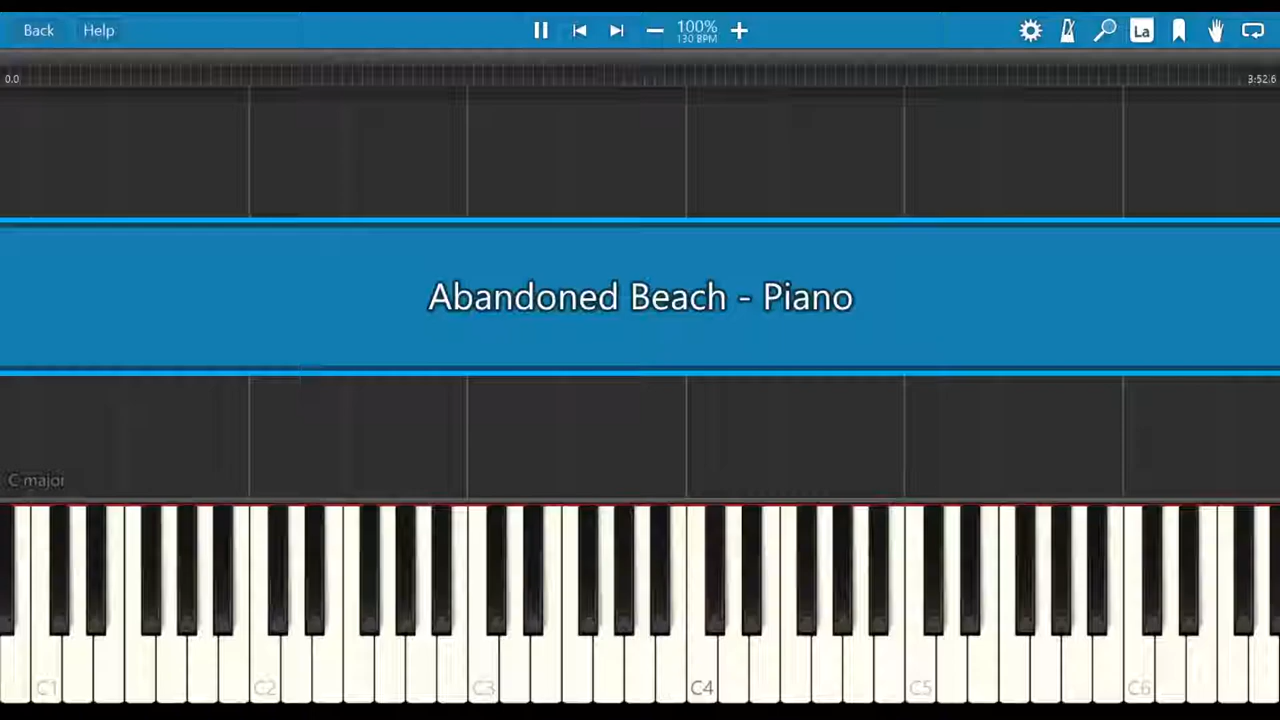 Back Help 100% La
130 BPM
0.0 3:52.6
Abandoned Beach - Piano
C major
C1 C2 C3 C4 C5 C6